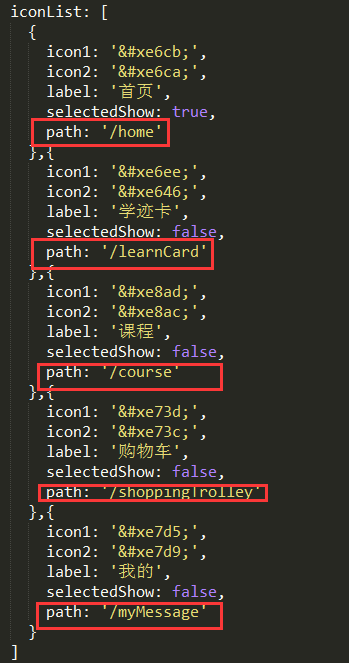 iconList: [
{
icon1: '&#xe6cb;',
icon2: '&#xe6ca;',
label: '首页',
selectedShow: true,
path: '/home'
},{
icon1: '&#xe6ee;',
icon2: '&#xe646;',
label: '学迹卡',
selectedShow: false,
path: '/learnCard'
},{
icon1: '&#xe8ad;',
icon2: '&#xe8ac;',
label: '课程',
selectedShow: false,
path: '/course'
},{
icon1: '&#xe73d;',
icon2: '&#xe73c;',
label: '购物车',
selectedShow: false,
path: '/shoppingTrolley'
},{
icon1: '&#xe7d5;',
icon2: '&#xe7d9;',
label: '我的',
selectedShow: false,
path: '/myMessage'
}
]